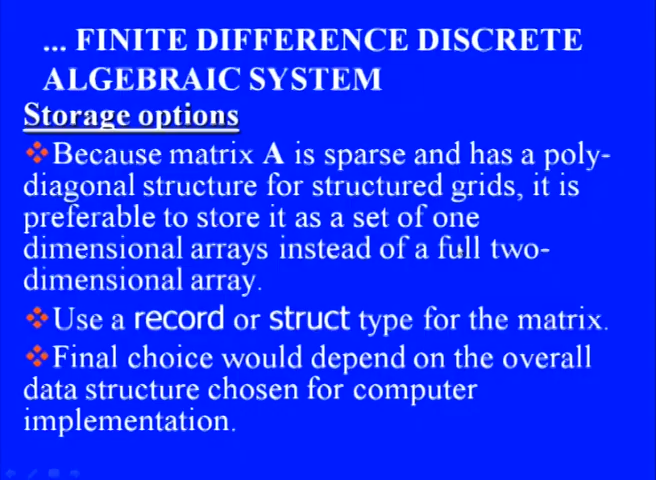 ... FINITE DIFFERENCE DISCRETE
ALGEBRAIC SYSTEM
Storage options
❖Because matrix A is sparse and has a poly-
diagonal structure for structured grids, it is
preferable to store it as a set of one
dimensional arrays instead of a full two-
dimensional array.
❖Use a record or struct type for the matrix.
❖Final choice would depend on the overall
data structure chosen for computer
implementation.